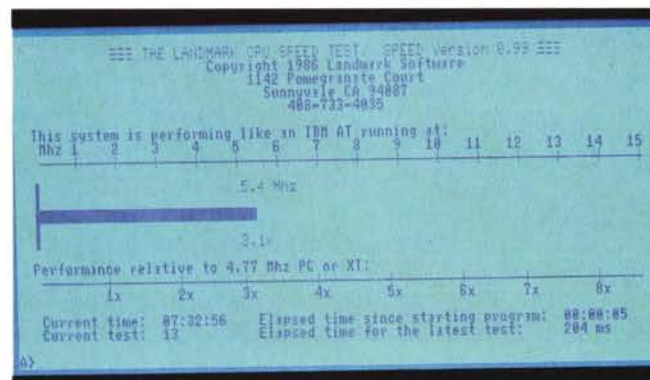 ≡≡≡ THE LANDMARK CPU SPEED TEST/ SPEED Version 0.99 ≡≡≡
Copyright 1986 Landmark Software
1142 Pomegranate Court
Sunnyvale CA 94087
408-733-4035
This system is performing like an IBM AT running at:
Mhz 1 2 3 4 5 6 7 8 9 10 11 12 13 14 15
5.4 Mhz
3.1x
Performance relative to 4.77 Mhz PC or XT:
1x 2x 3x 4x 5x 6x 7x 8x
Current time: 07:32:56 Elapsed time since starting program: 00:00:05
Current test: 13 Elapsed time for the latest test: 204 ms
A>